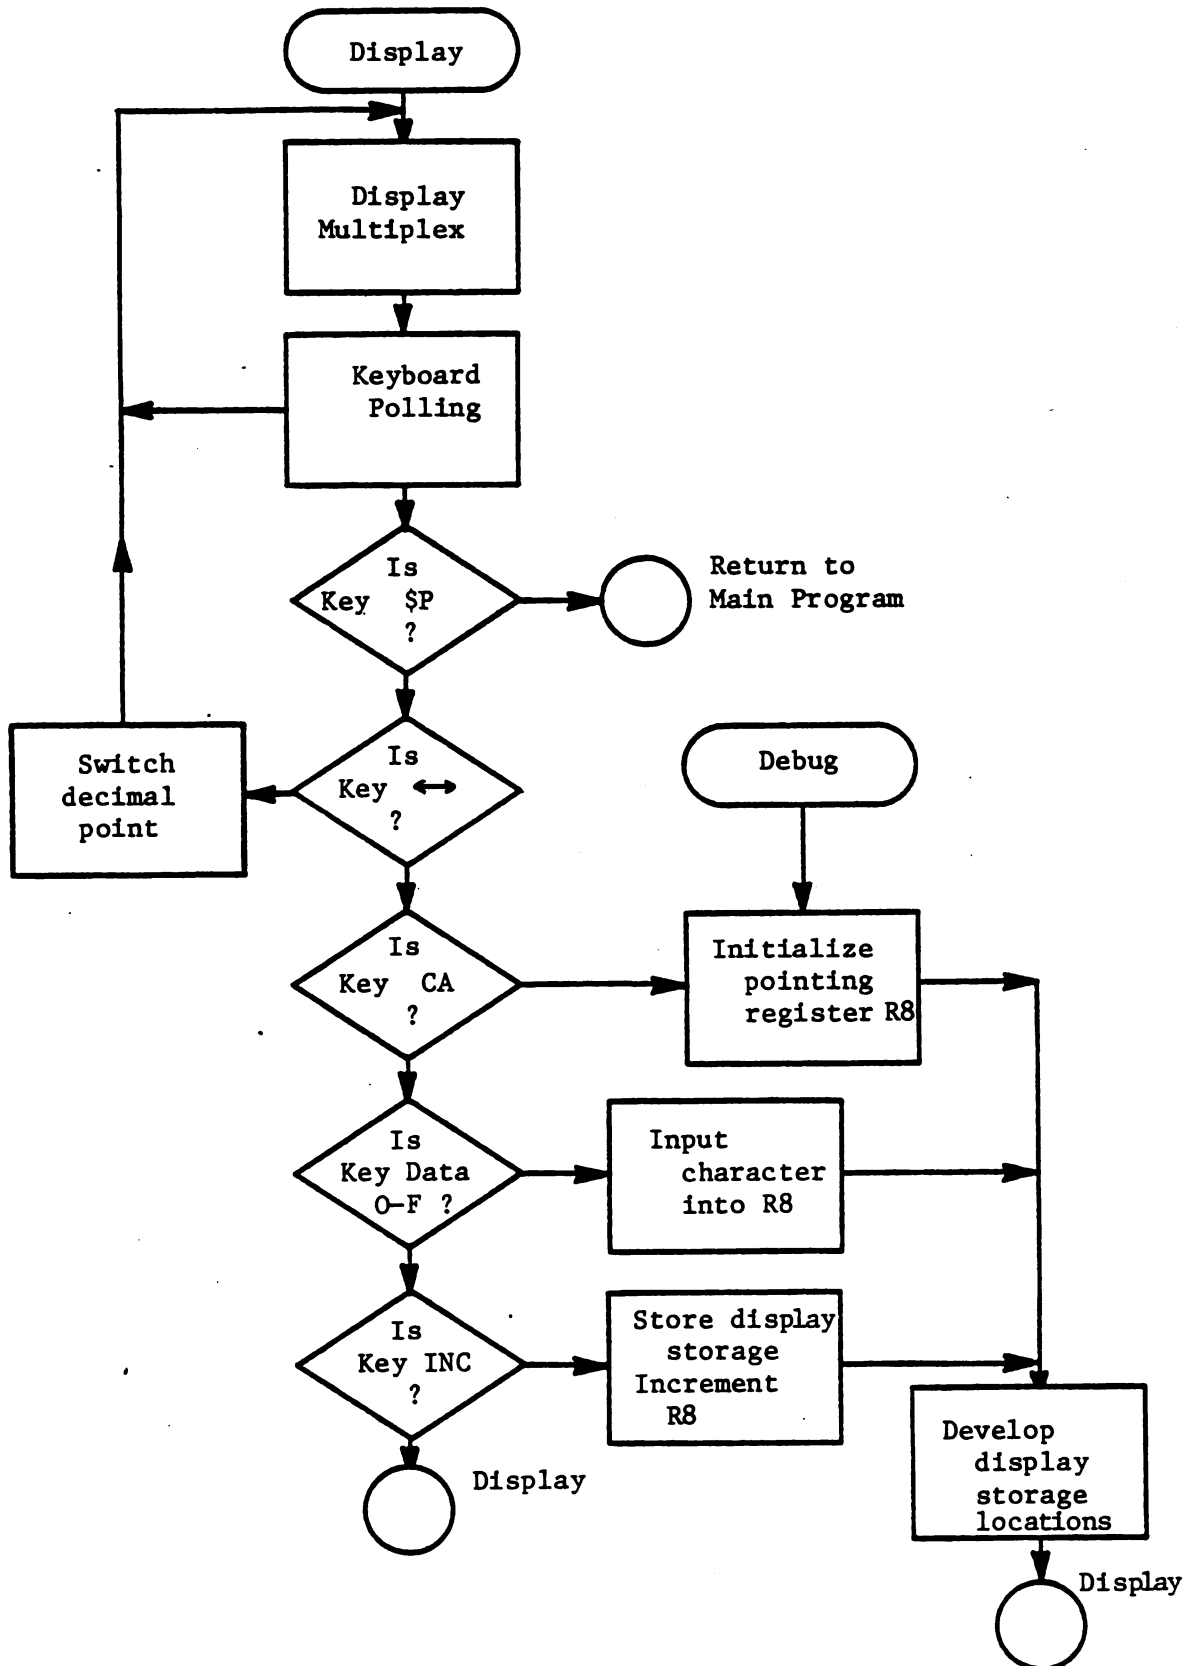 Display
Display
Multiplex
Keyboard
Polling
Is
Key $P
?
Return to
Main Program
Is
Key ↔
?
Switch
decimal
point
Debug
Is
Key CA
?
Initialize
pointing
register R8
Is
Key Data
0-F ?
Input
character
into R8
Is
Key INC
?
Store display
storage
Increment
R8
Develop
display
storage
locations
Display
Display